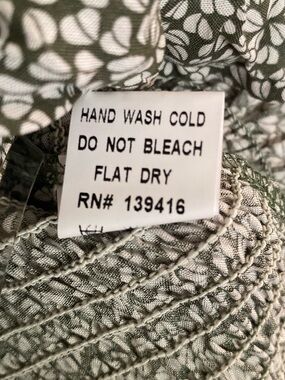 HAND WASH COLD
DO NOT BLEACH
FLAT DRY
RN# 139416